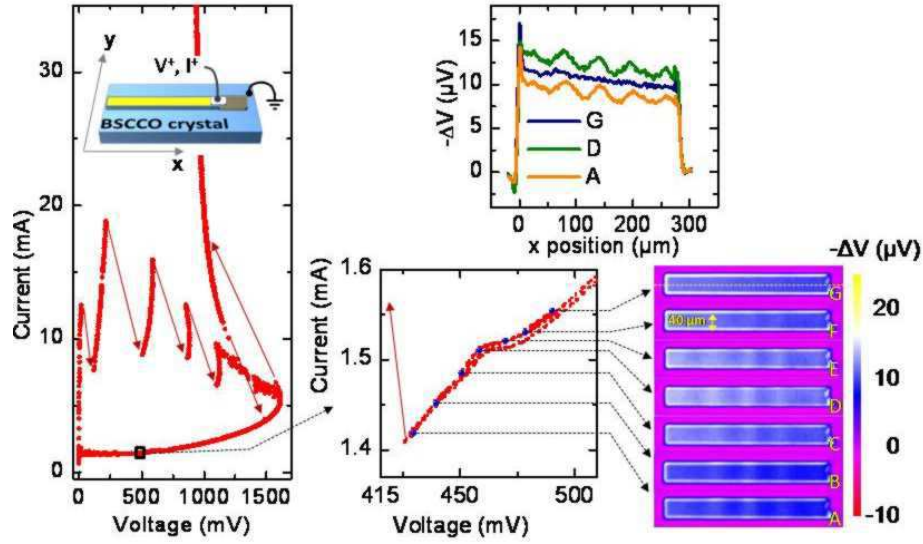 30
20
10
0
Current (mA)
0
500
1000
1500
Voltage (mV)
y
V⁺, I⁺
BSCCO crystal
x
15
10
5
0
-ΔV (µV)
G
D
A
0
100
200
300
x position (µm)
1.6
1.5
1.4
Current (mA)
415
450
500
Voltage (mV)
G
40 µm
F
E
D
C
B
A
-ΔV (µV)
20
10
0
-10